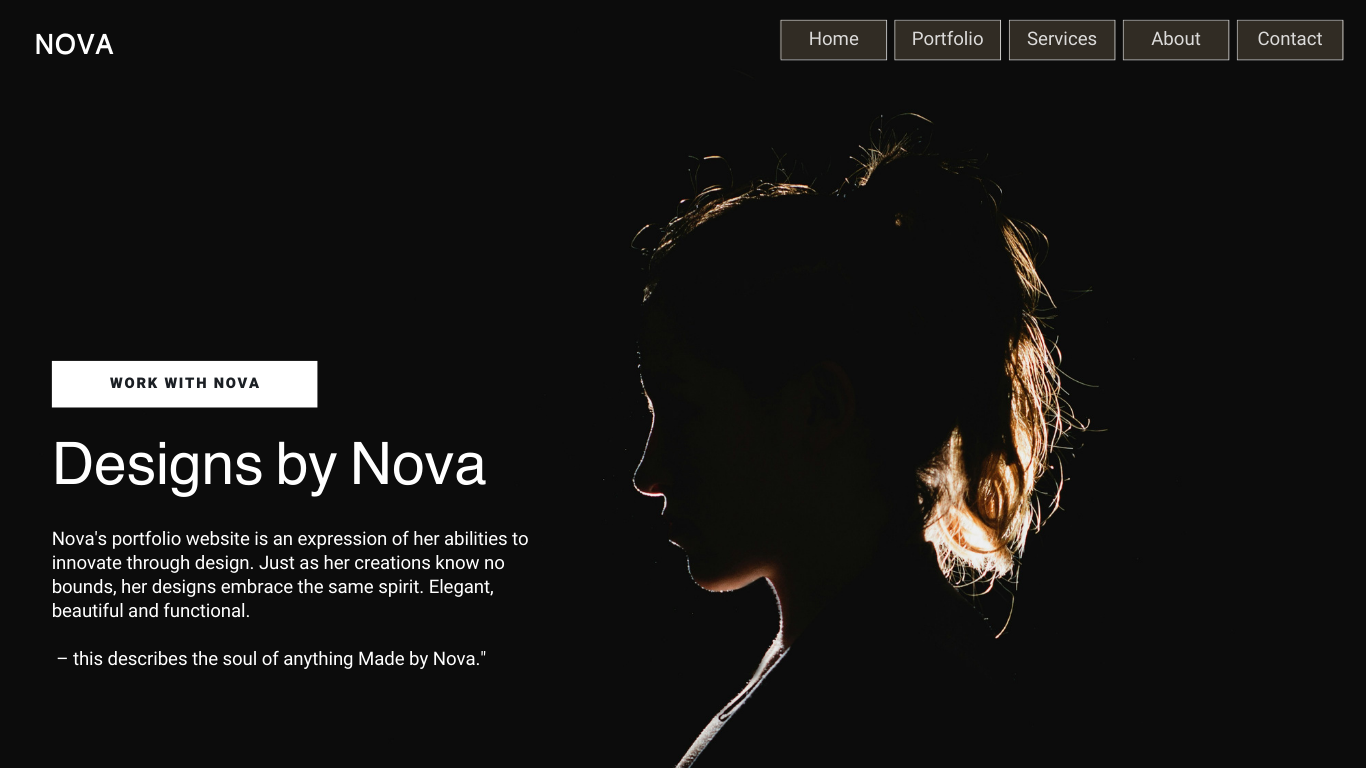 NOVA
Home
Portfolio
Services
About
Contact
WORK WITH NOVA
Designs by Nova
Nova's portfolio website is an expression of her abilities to
innovate through design. Just as her creations know no
bounds, her designs embrace the same spirit. Elegant,
beautiful and functional.
– this describes the soul of anything Made by Nova."